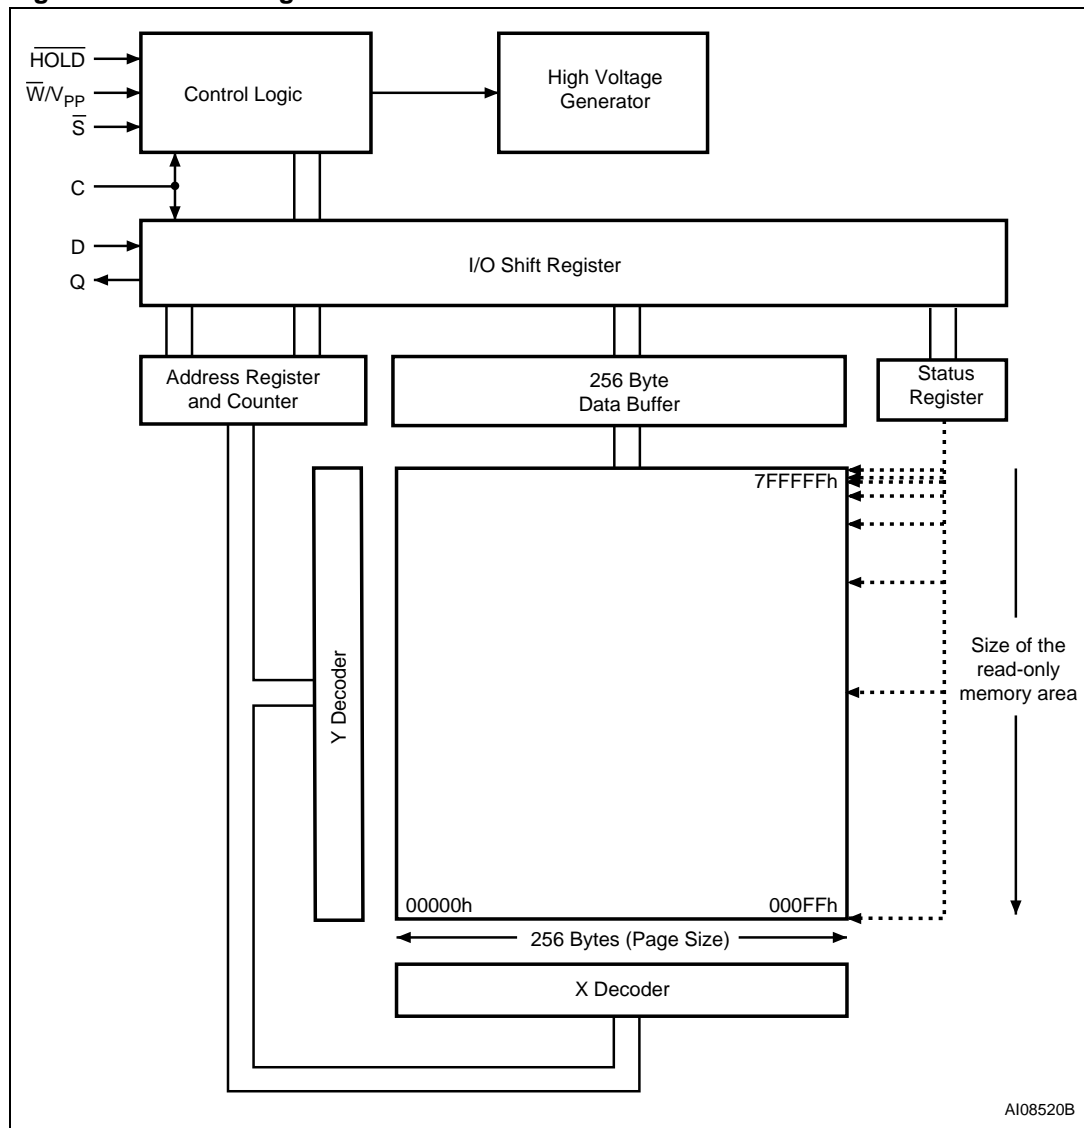 HOLD
W/VPP
S
C
D
Q
Control Logic
High Voltage
Generator
I/O Shift Register
Address Register
and Counter
256 Byte
Data Buffer
Status
Register
7FFFFFh
Y Decoder
Size of the
read-only
memory area
00000h
000FFh
256 Bytes (Page Size)
X Decoder
AI08520B